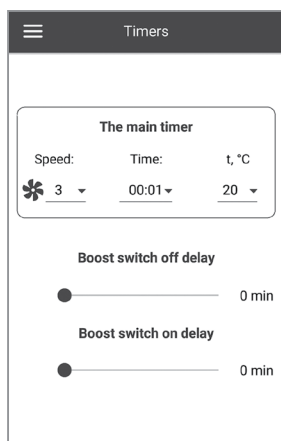 Timers
The main timer
Speed: Time: t, °C
3 00:01 20
Boost switch off delay
0 min
Boost switch on delay
0 min